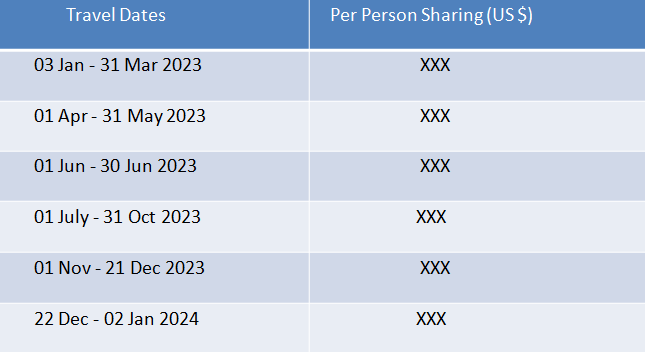 Travel Dates Per Person Sharing (US $)
03 Jan - 31 Mar 2023 XXX
01 Apr - 31 May 2023 XXX
01 Jun - 30 Jun 2023 XXX
01 July - 31 Oct 2023 XXX
01 Nov - 21 Dec 2023 XXX
22 Dec - 02 Jan 2024 XXX